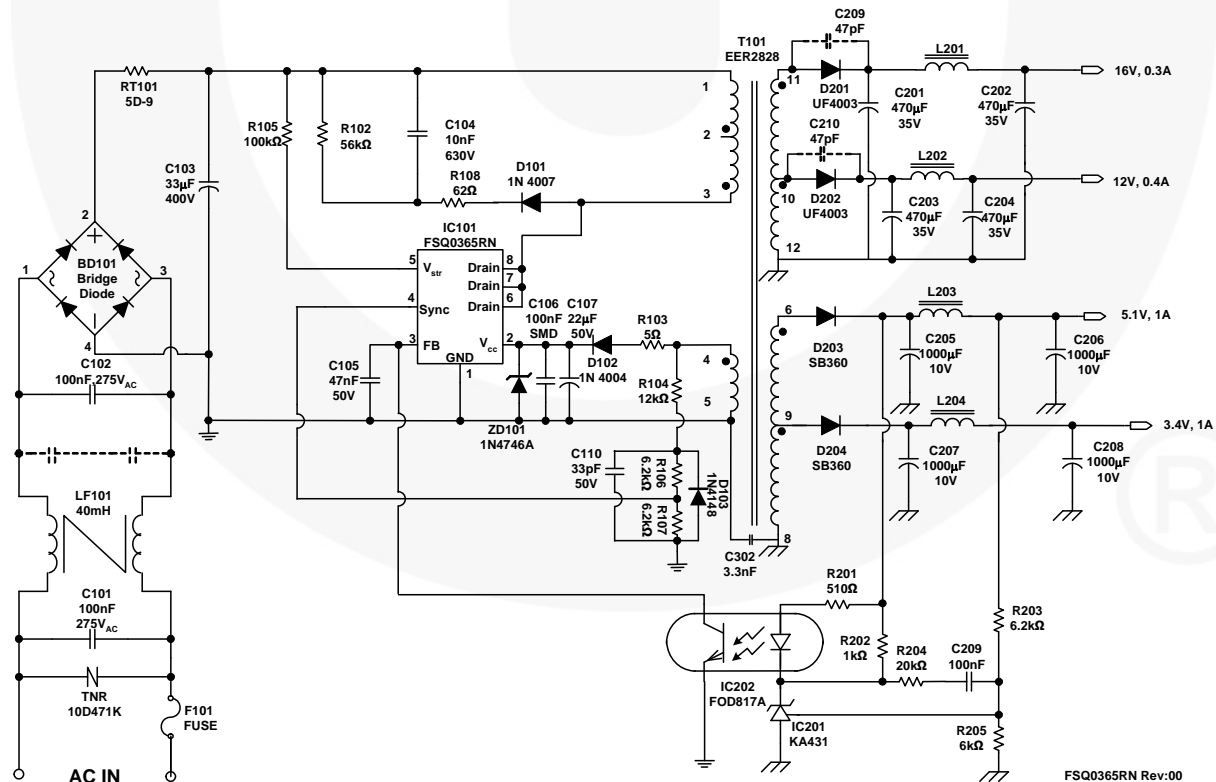 C209
47pF
T101
EER2828
L201
16V, 0.3A
RT101
5D-9
1
11
D201
UF4003
C201
470µF
35V
C202
470µF
35V
R105
100kΩ
R102
56kΩ
C104
10nF
630V
2
C210
47pF
L202
12V, 0.4A
C103
33µF
400V
R108
62Ω
D101
1N 4007
3
10
D202
UF4003
C203
470µF
35V
C204
470µF
35V
2
IC101
FSQ0365RN
12
1
BD101
Bridge
Diode
3
4
5
Vstr
Drain
8
Drain
7
4
Sync
Drain
6
3
FB
Vcc
2
GND
1
C106
100nF
SMD
C107
22µF
50V
R103
5Ω
D102
1N 4004
6
L203
5.1V, 1A
D203
SB360
C205
1000µF
10V
C206
1000µF
10V
C102
100nF,275VAC
C105
47nF
50V
ZD101
1N4746A
R104
12kΩ
4
5
9
L204
3.4V, 1A
D204
SB360
C207
1000µF
10V
C208
1000µF
10V
C110
33pF
50V
R106
6.2kΩ
R107
6.2kΩ
D103
1N4148
LF101
40mH
C302
3.3nF
8
C101
100nF
275VAC
R201
510Ω
R203
6.2kΩ
R202
1kΩ
R204
20kΩ
C209
100nF
TNR
10D471K
F101
FUSE
IC202
FOD817A
IC201
KA431
R205
6kΩ
AC IN
FSQ0365RN Rev:00
R